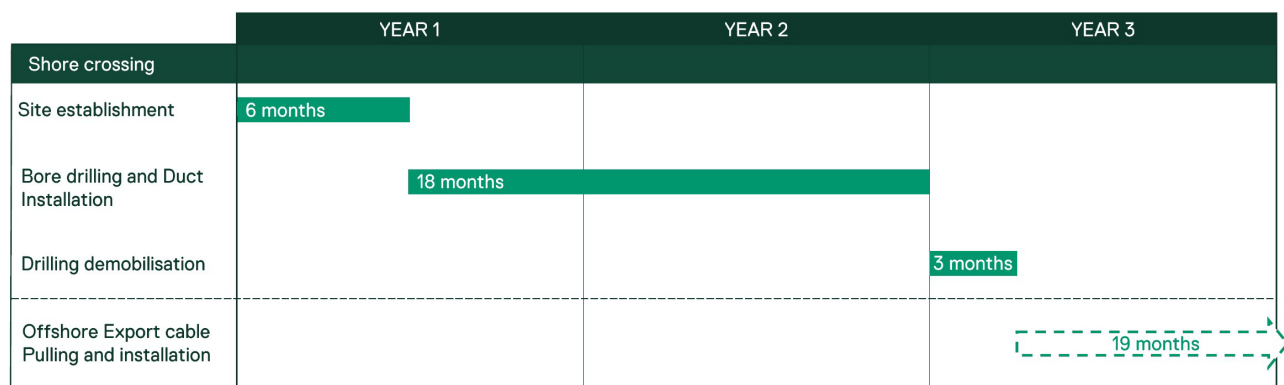 YEAR 1 YEAR 2 YEAR 3
Shore crossing
Site establishment 6 months
Bore drilling and Duct
Installation
18 months
Drilling demobilisation 3 months
Offshore Export cable
Pulling and installation
19 months